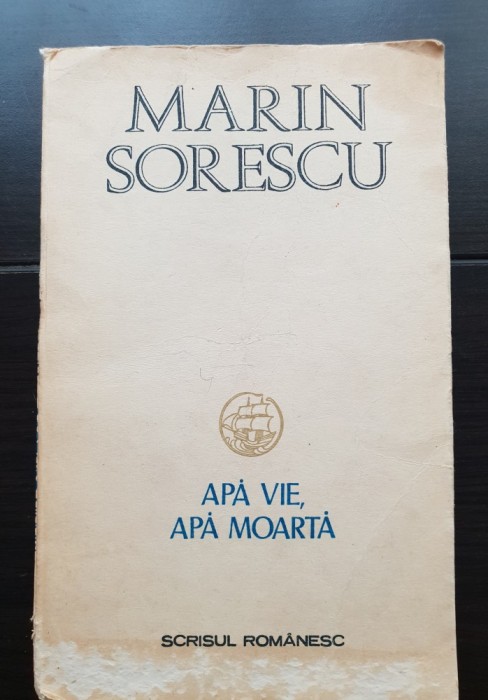 MARIN
SORESCU
APĂ VIE,
APĂ MOARTĂ
SCRISUL ROMÂNESC